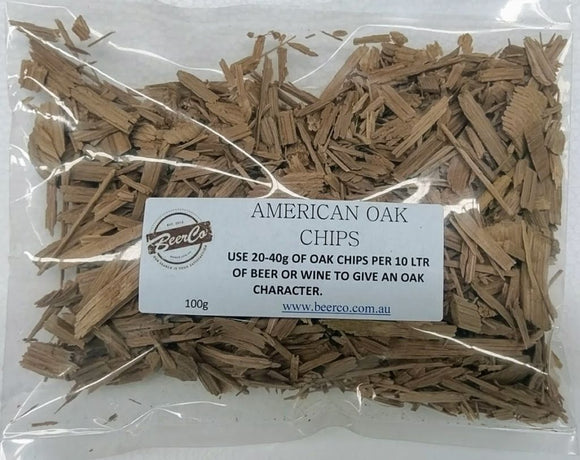 BeerCo
AMERICAN OAK
CHIPS
USE 20-40g OF OAK CHIPS PER 10 LTR
OF BEER OR WINE TO GIVE AN OAK
CHARACTER.
100g
www.beerco.com.au